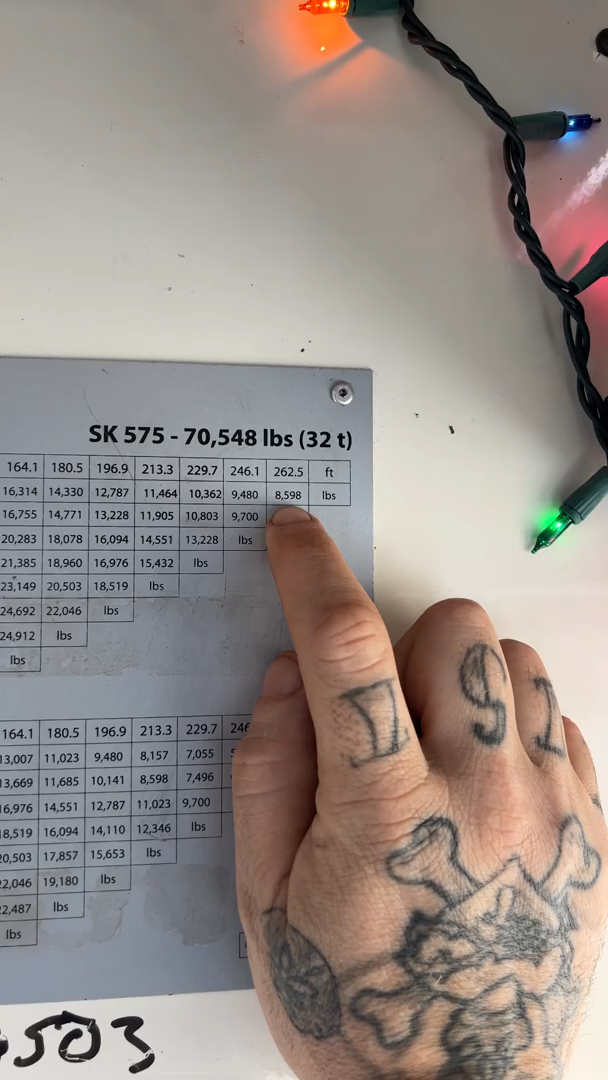 SK 575 - 70,548 lbs (32 t)
164.1 180.5 196.9 213.3 229.7 246.1 262.5 ft
16,314 14,330 12,787 11,464 10,362 9,480 8,598 lbs
16,755 14,771 13,228 11,905 10,803 9,700
20,283 18,078 16,094 14,551 13,228 lbs
21,385 18,960 16,976 15,432 lbs
23,149 20,503 18,519 lbs
24,692 22,046 lbs
24,912 lbs
lbs
164.1 180.5 196.9 213.3 229.7
13,007 11,023 9,480 8,157 7,055
13,669 11,685 10,141 8,598 7,496
16,976 14,551 12,787 11,023 9,700
18,519 16,094 14,110 12,346 lbs
20,503 17,857 15,653 lbs
22,046 19,180 lbs
22,487 lbs
lbs
503